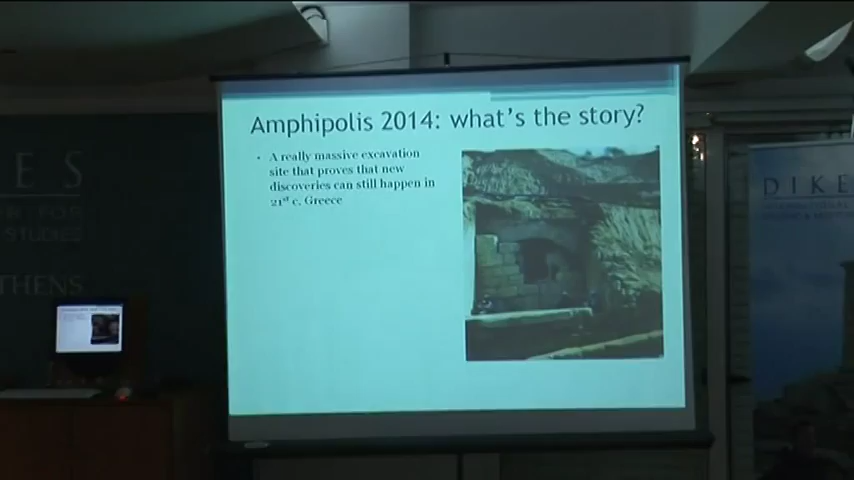 Amphipolis 2014: what's the story?
• A really massive excavation
site that proves that new
discoveries can still happen in
21st c. Greece
E S
FOR
STUDIES
THENS
DIKE